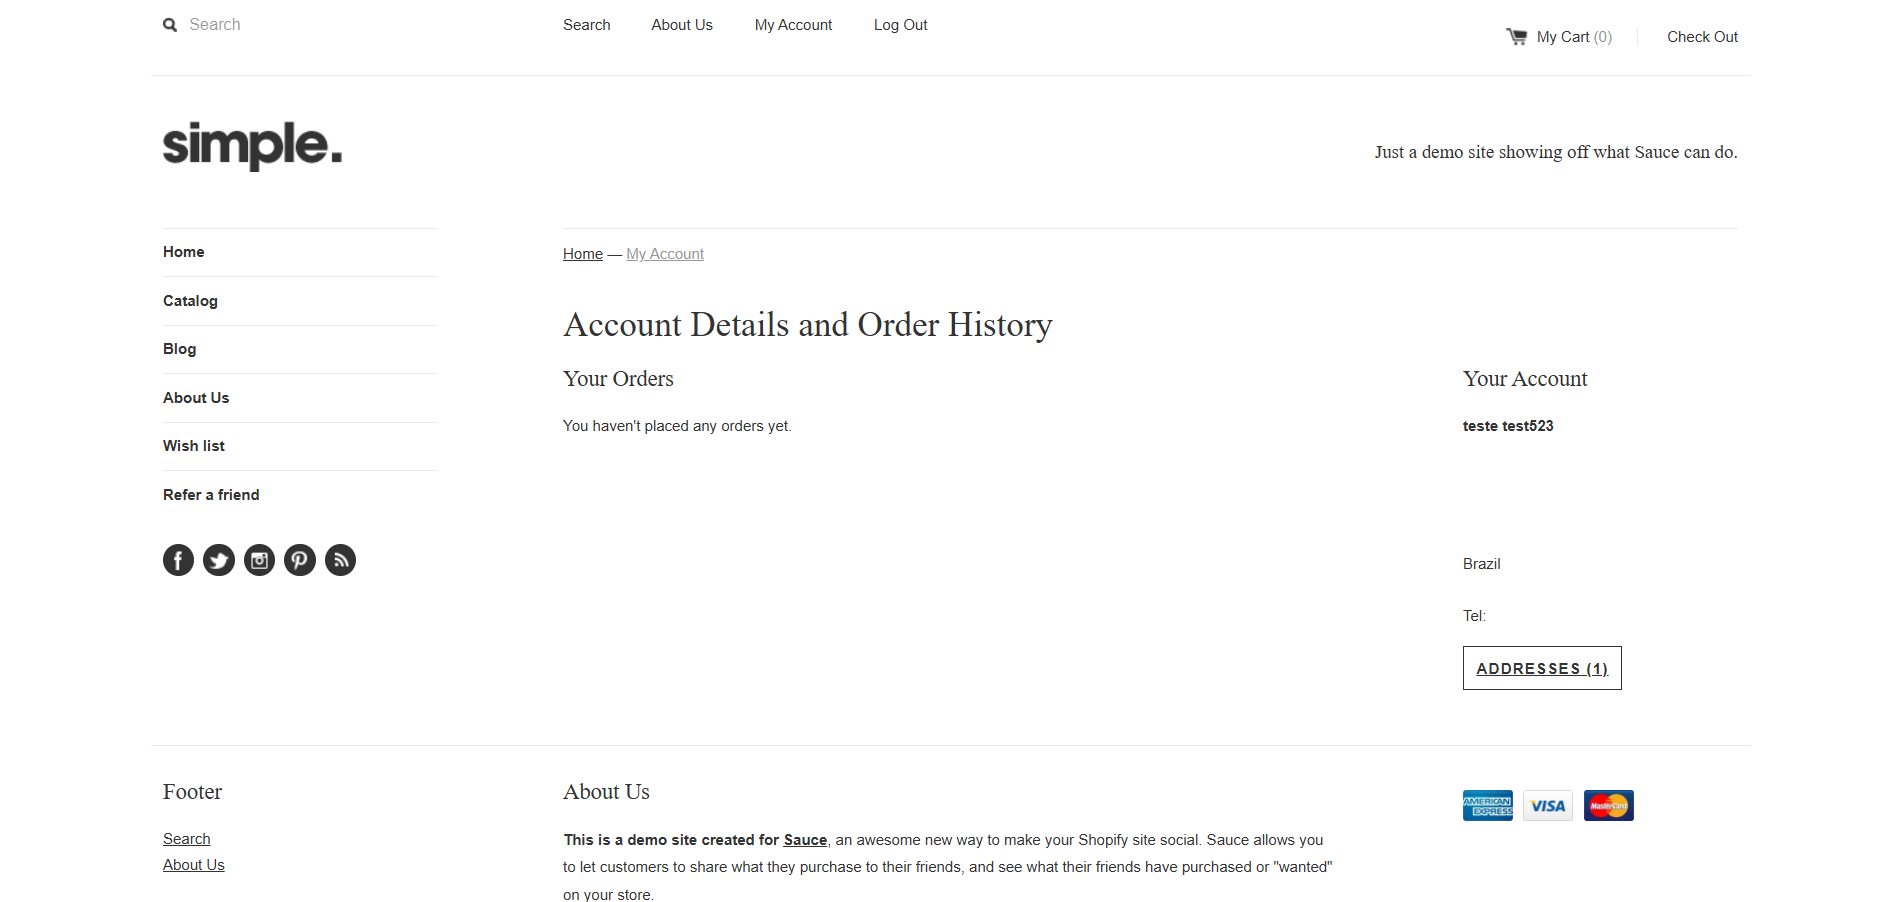 Search
Search About Us My Account Log Out
My Cart (0) Check Out
simple.
Just a demo site showing off what Sauce can do.
Home
Catalog
Blog
About Us
Wish list
Refer a friend
Home — My Account
Account Details and Order History
Your Orders
You haven't placed any orders yet.
Your Account
teste test523
Brazil
Tel:
ADDRESSES (1)
Footer
Search
About Us
About Us
This is a demo site created for Sauce, an awesome new way to make your Shopify site social. Sauce allows you
to let customers to share what they purchase to their friends, and see what their friends have purchased or "wanted"
on your store.
AMERICAN EXPRESS
VISA
MasterCard